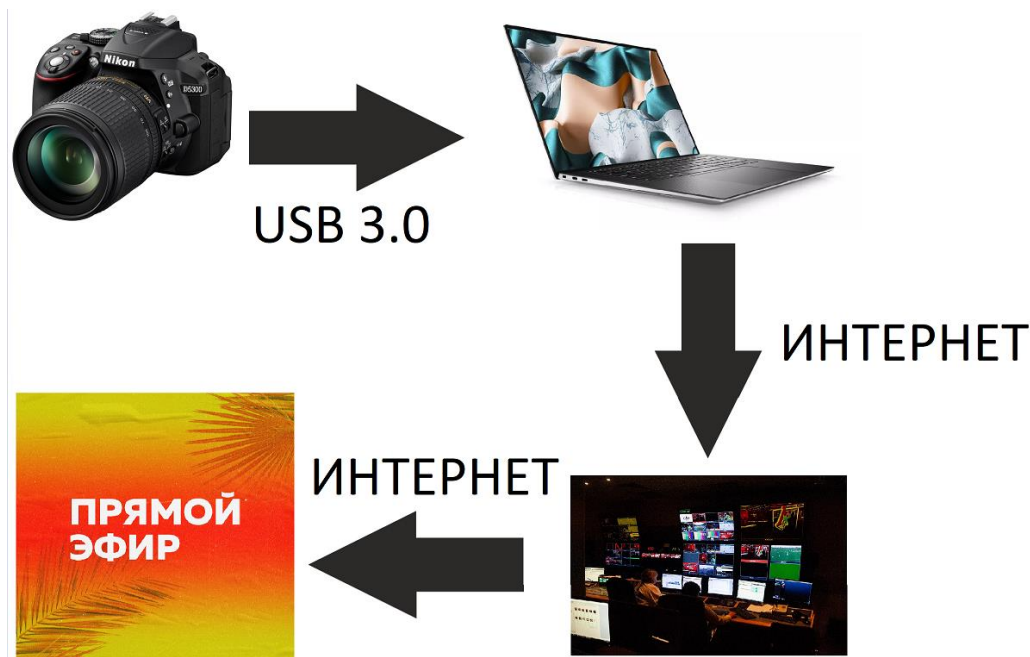 Nikon
D5300
USB 3.0
ИНТЕРНЕТ
ИНТЕРНЕТ
ПРЯМОЙ
ЭФИР